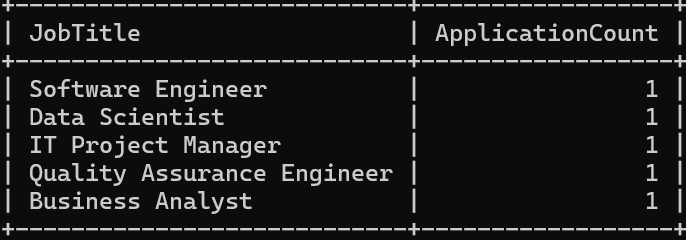 | JobTitle | ApplicationCount |
| Software Engineer | 1 |
| Data Scientist | 1 |
| IT Project Manager | 1 |
| Quality Assurance Engineer | 1 |
| Business Analyst | 1 |